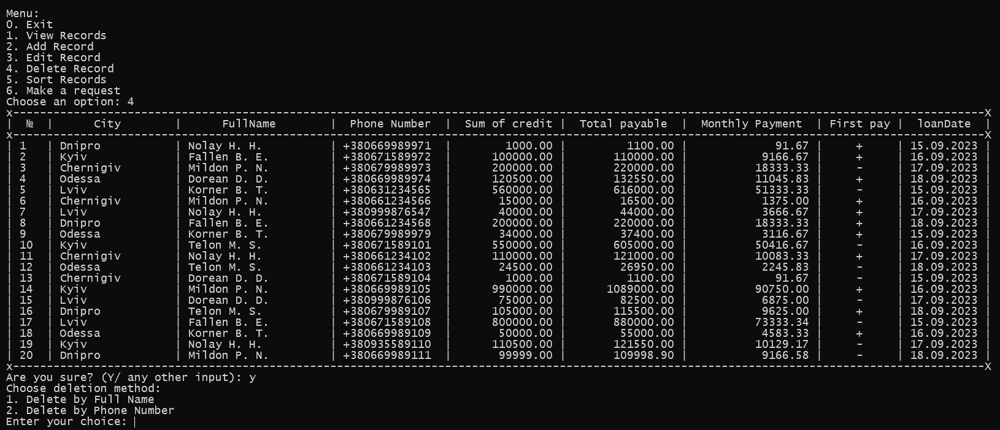 Menu:
0. Exit
1. View Records
2. Add Record
3. Edit Record
4. Delete Record
5. Sort Records
6. Make a request
Choose an option: 4
x------------------------------------------------------------------------------------------------------------------------------------------------X
|  №  |      City        |      FullName        |  Phone Number  |  Sum of credit |  Total payable  |  Monthly Payment  | First pay |  loanDate  |
x------------------------------------------------------------------------------------------------------------------------------------------------X
| 1   | Dnipro           | Nolay H. H.          | +380669989971  |        1000.00 |         1100.00 |             91.67 |     +     | 15.09.2023 |
| 2   | Kyiv             | Fallen B. E.         | +380671589972  |      100000.00 |       110000.00 |           9166.67 |     +     | 16.09.2023 |
| 3   | Chernigiv        | Mildon P. N.         | +380679989973  |      200000.00 |       220000.00 |          18333.33 |     -     | 17.09.2023 |
| 4   | Odessa           | Dorean D. D.         | +380669989974  |      120500.00 |       132550.00 |          11045.83 |     +     | 18.09.2023 |
| 5   | Lviv             | Korner B. T.         | +380631234565  |      560000.00 |       616000.00 |          51333.33 |     -     | 15.09.2023 |
| 6   | Chernigiv        | Mildon P. N.         | +380661234566  |       15000.00 |        16500.00 |           1375.00 |     +     | 16.09.2023 |
| 7   | Lviv             | Nolay H. H.          | +380999876547  |       40000.00 |        44000.00 |           3666.67 |     +     | 17.09.2023 |
| 8   | Dnipro           | Fallen B. E.         | +380661234568  |      200000.00 |       220000.00 |          18333.33 |     +     | 18.09.2023 |
| 9   | Odessa           | Korner B. T.         | +380679989979  |       34000.00 |        37400.00 |           3116.67 |     +     | 15.09.2023 |
| 10  | Kyiv             | Telon M. S.          | +380671589101  |      550000.00 |       605000.00 |          50416.67 |     -     | 16.09.2023 |
| 11  | Chernigiv        | Nolay H. H.          | +380661234102  |      110000.00 |       121000.00 |          10083.33 |     +     | 17.09.2023 |
| 12  | Odessa           | Telon M. S.          | +380661234103  |       24500.00 |        26950.00 |           2245.83 |     -     | 18.09.2023 |
| 13  | Chernigiv        | Dorean D. D.         | +380671589104  |        1000.00 |         1100.00 |             91.67 |     -     | 15.09.2023 |
| 14  | Kyiv             | Mildon P. N.         | +380669989105  |      990000.00 |      1089000.00 |          90750.00 |     +     | 16.09.2023 |
| 15  | Lviv             | Dorean D. D.         | +380999876106  |       75000.00 |        82500.00 |           6875.00 |     -     | 17.09.2023 |
| 16  | Dnipro           | Telon M. S.          | +380679989107  |      105000.00 |       115500.00 |           9625.00 |     +     | 18.09.2023 |
| 17  | Lviv             | Fallen B. E.         | +380671589108  |      800000.00 |       880000.00 |          73333.34 |     -     | 15.09.2023 |
| 18  | Odessa           | Korner B. T.         | +380669989109  |       50000.00 |        55000.00 |           4583.33 |     +     | 16.09.2023 |
| 19  | Kyiv             | Nolay H. H.          | +380935589110  |      110500.00 |       121550.00 |          10129.17 |     -     | 17.09.2023 |
| 20  | Dnipro           | Mildon P. N.         | +380669989111  |       99999.00 |       109998.90 |           9166.58 |     -     | 18.09.2023 |
x------------------------------------------------------------------------------------------------------------------------------------------------X
Are you sure? (Y/ any other input): y
Choose deletion method:
1. Delete by Full Name
2. Delete by Phone Number
Enter your choice: